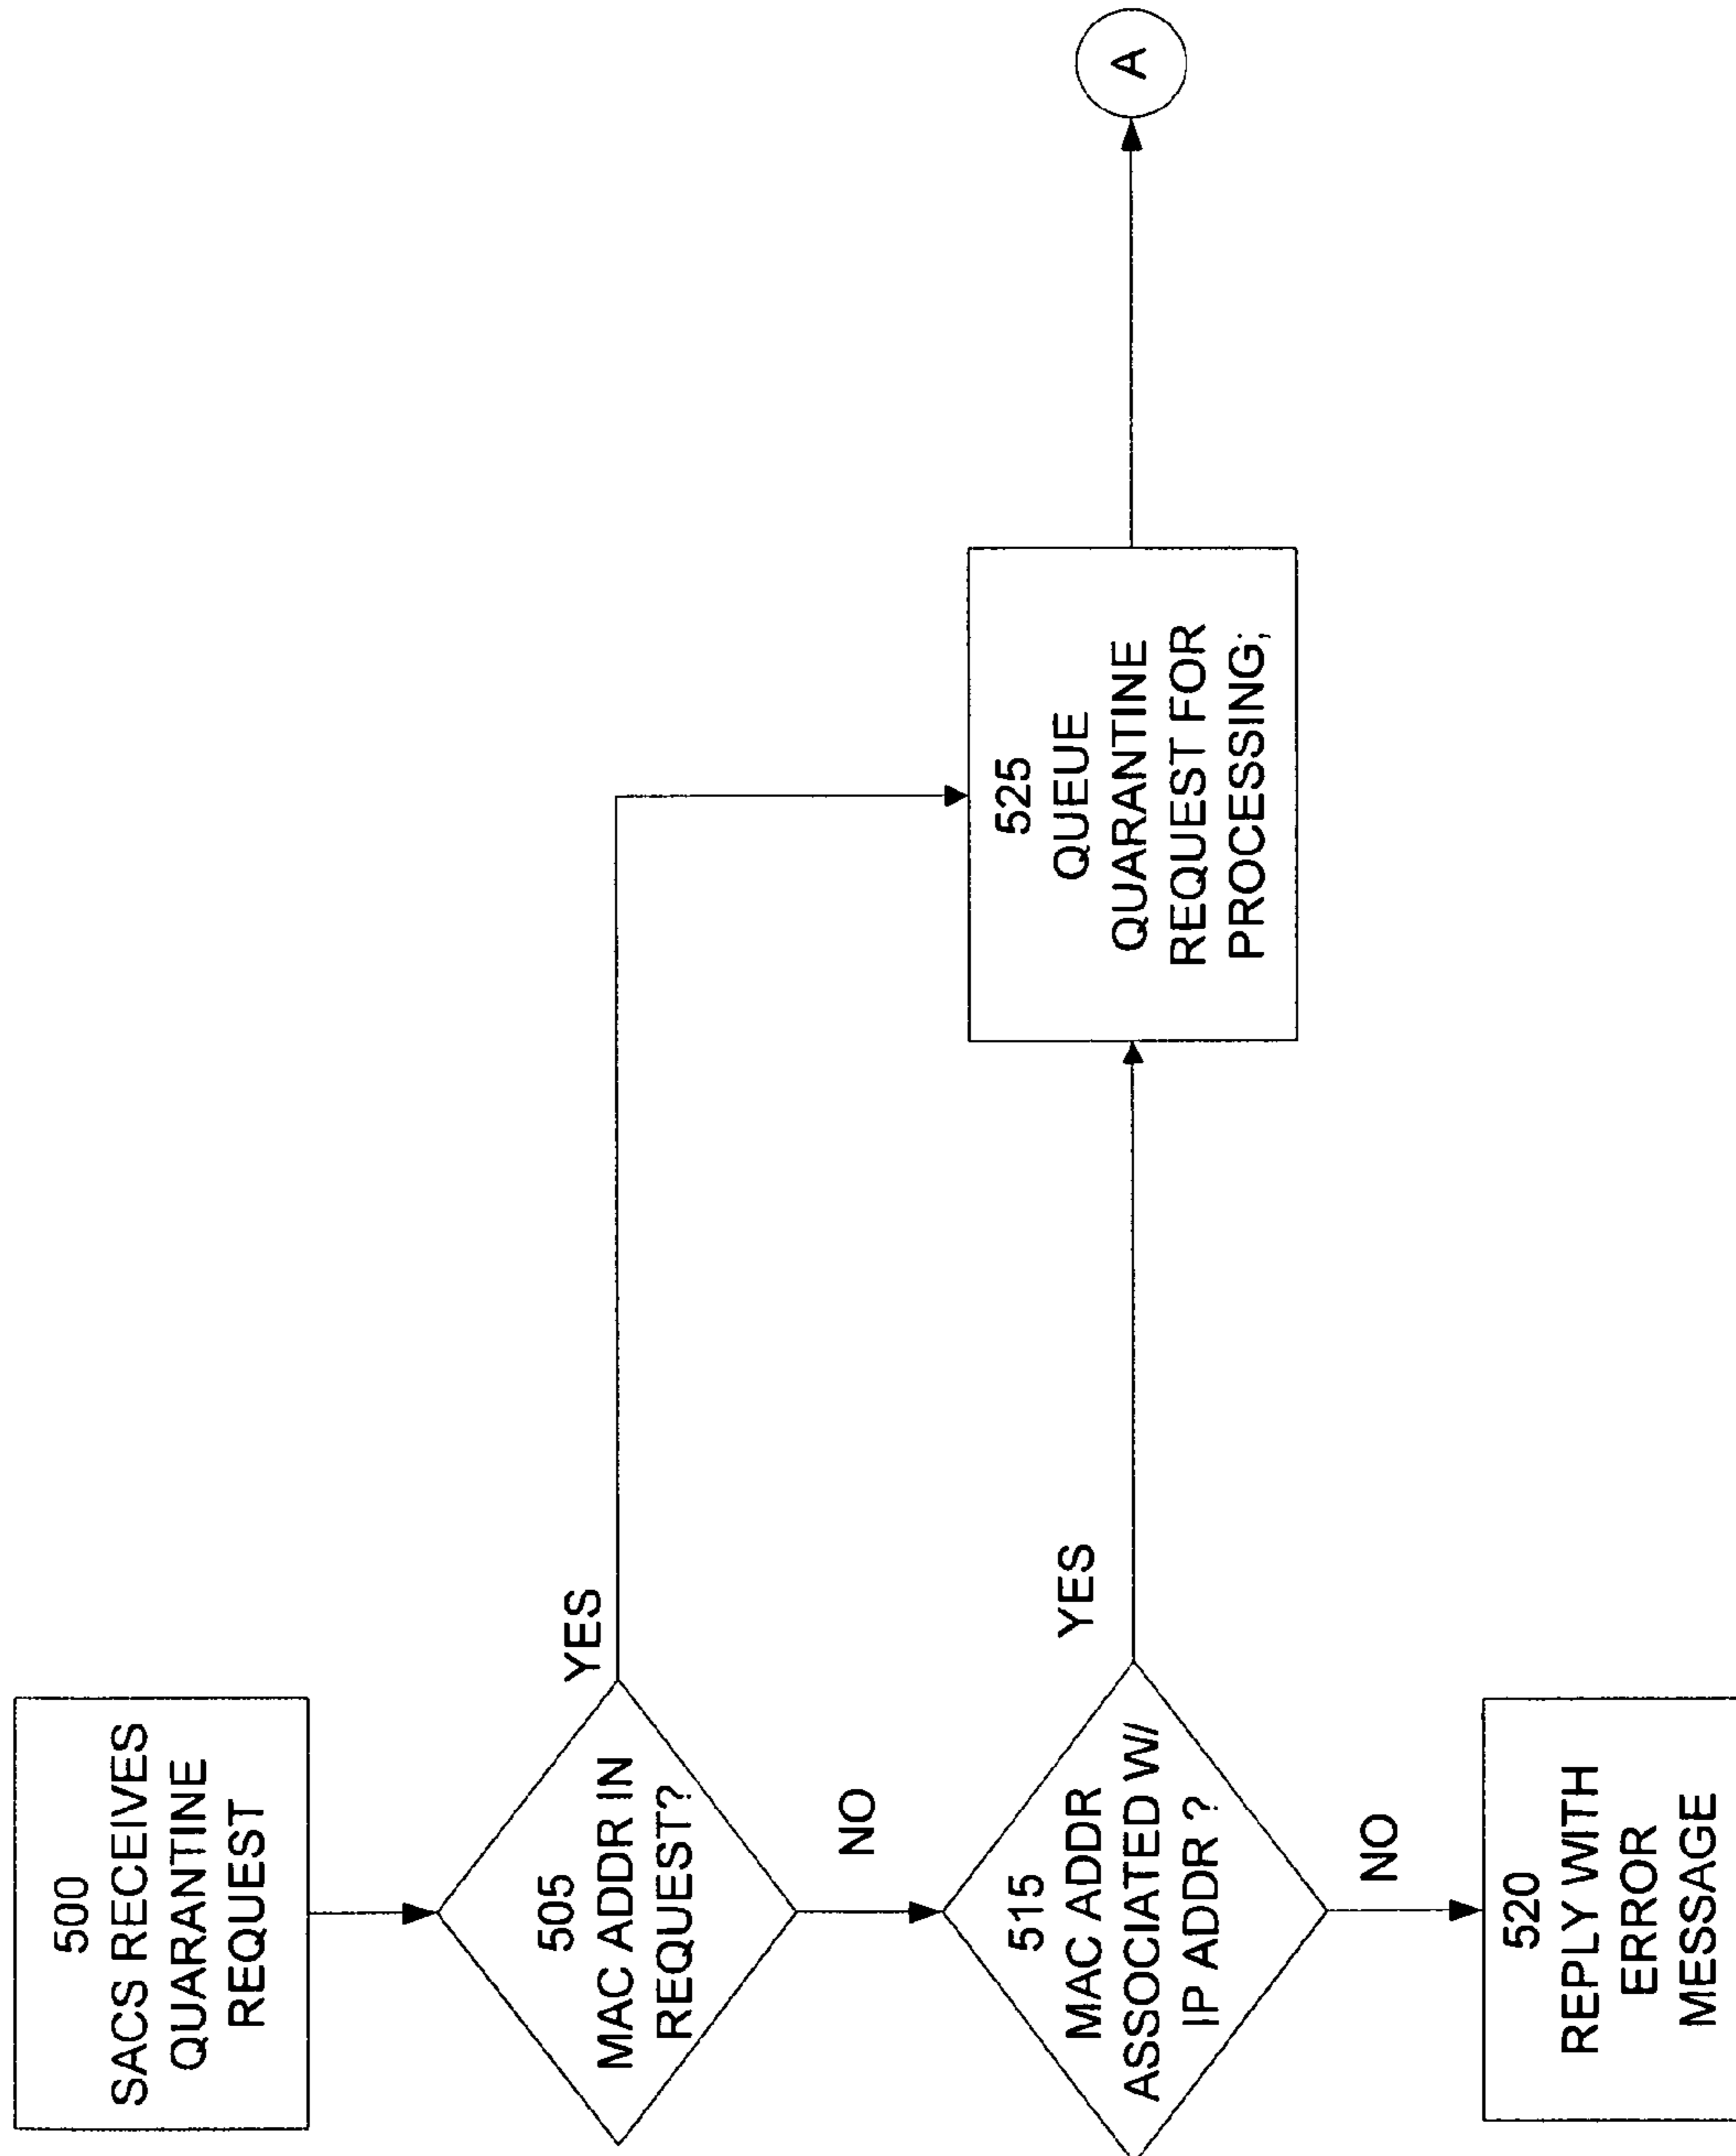 500
SACS RECEIVES
QUARANTINE
REQUEST
505
MAC ADDR IN
REQUEST?
YES
NO
515
MAC ADDR
ASSOCIATED W/
IP ADDR ?
YES
NO
520
REPLY WITH
ERROR
MESSAGE
525
QUEUE
QUARANTINE
REQUEST FOR
PROCESSING;
A